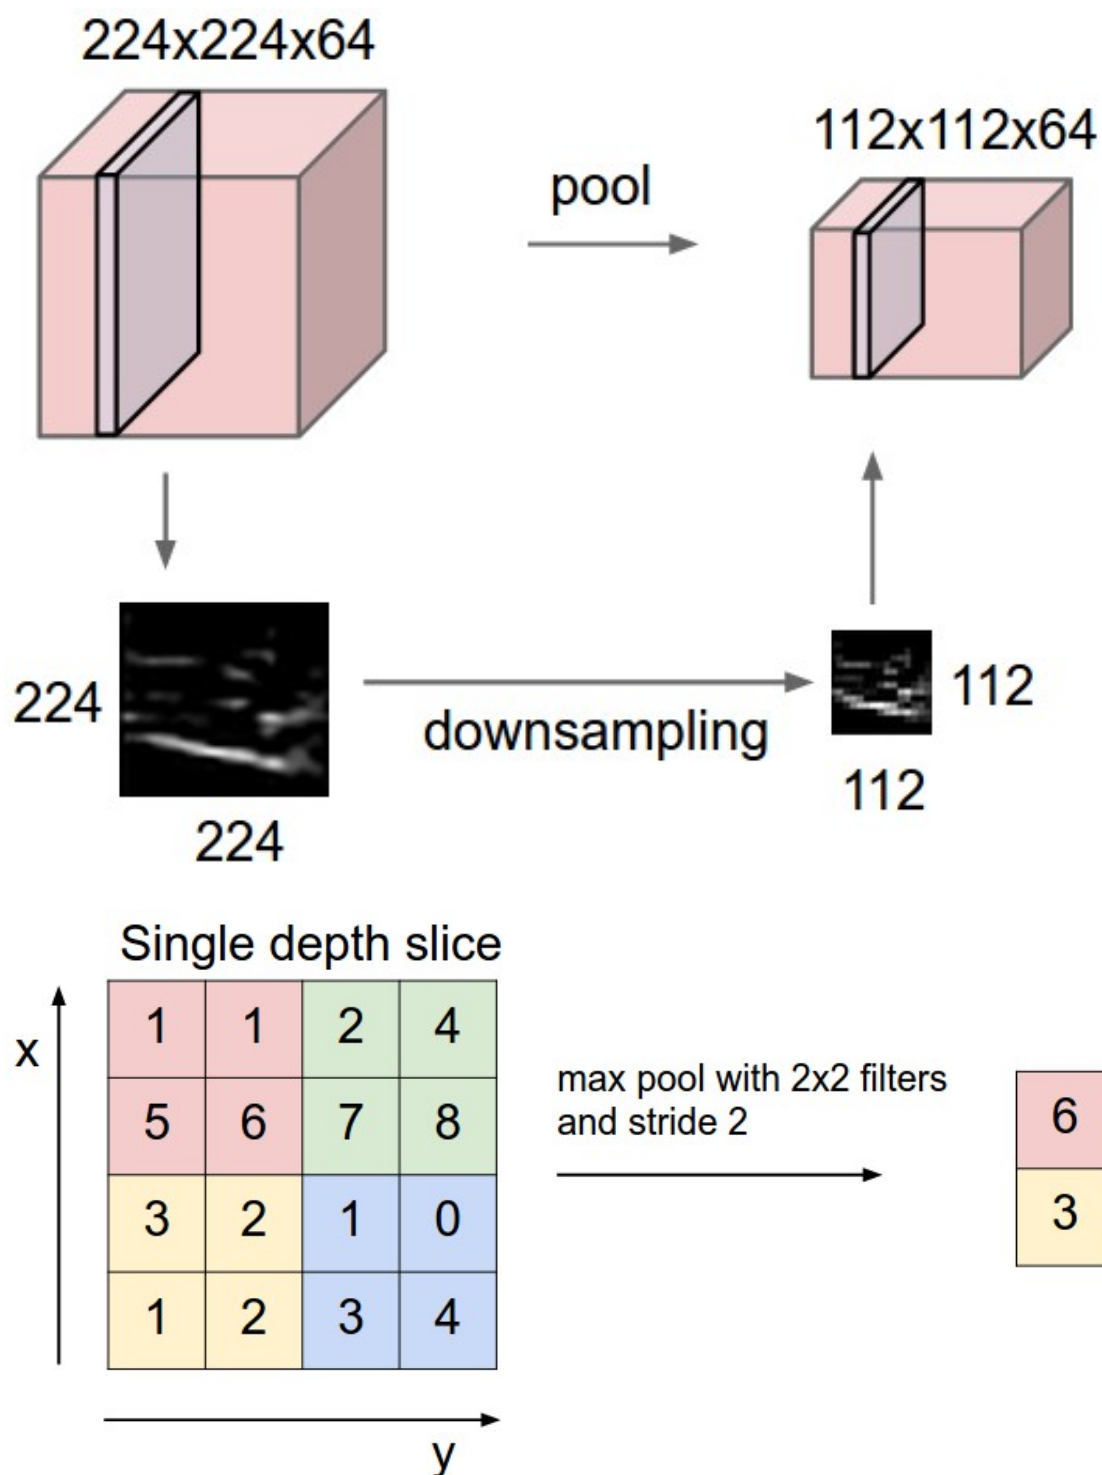 224x224x64
112x112x64
pool
224
downsampling
112
224
112
Single depth slice
x
1 1 2 4
5 6 7 8
3 2 1 0
1 2 3 4
y
max pool with 2x2 filters
and stride 2
6
3